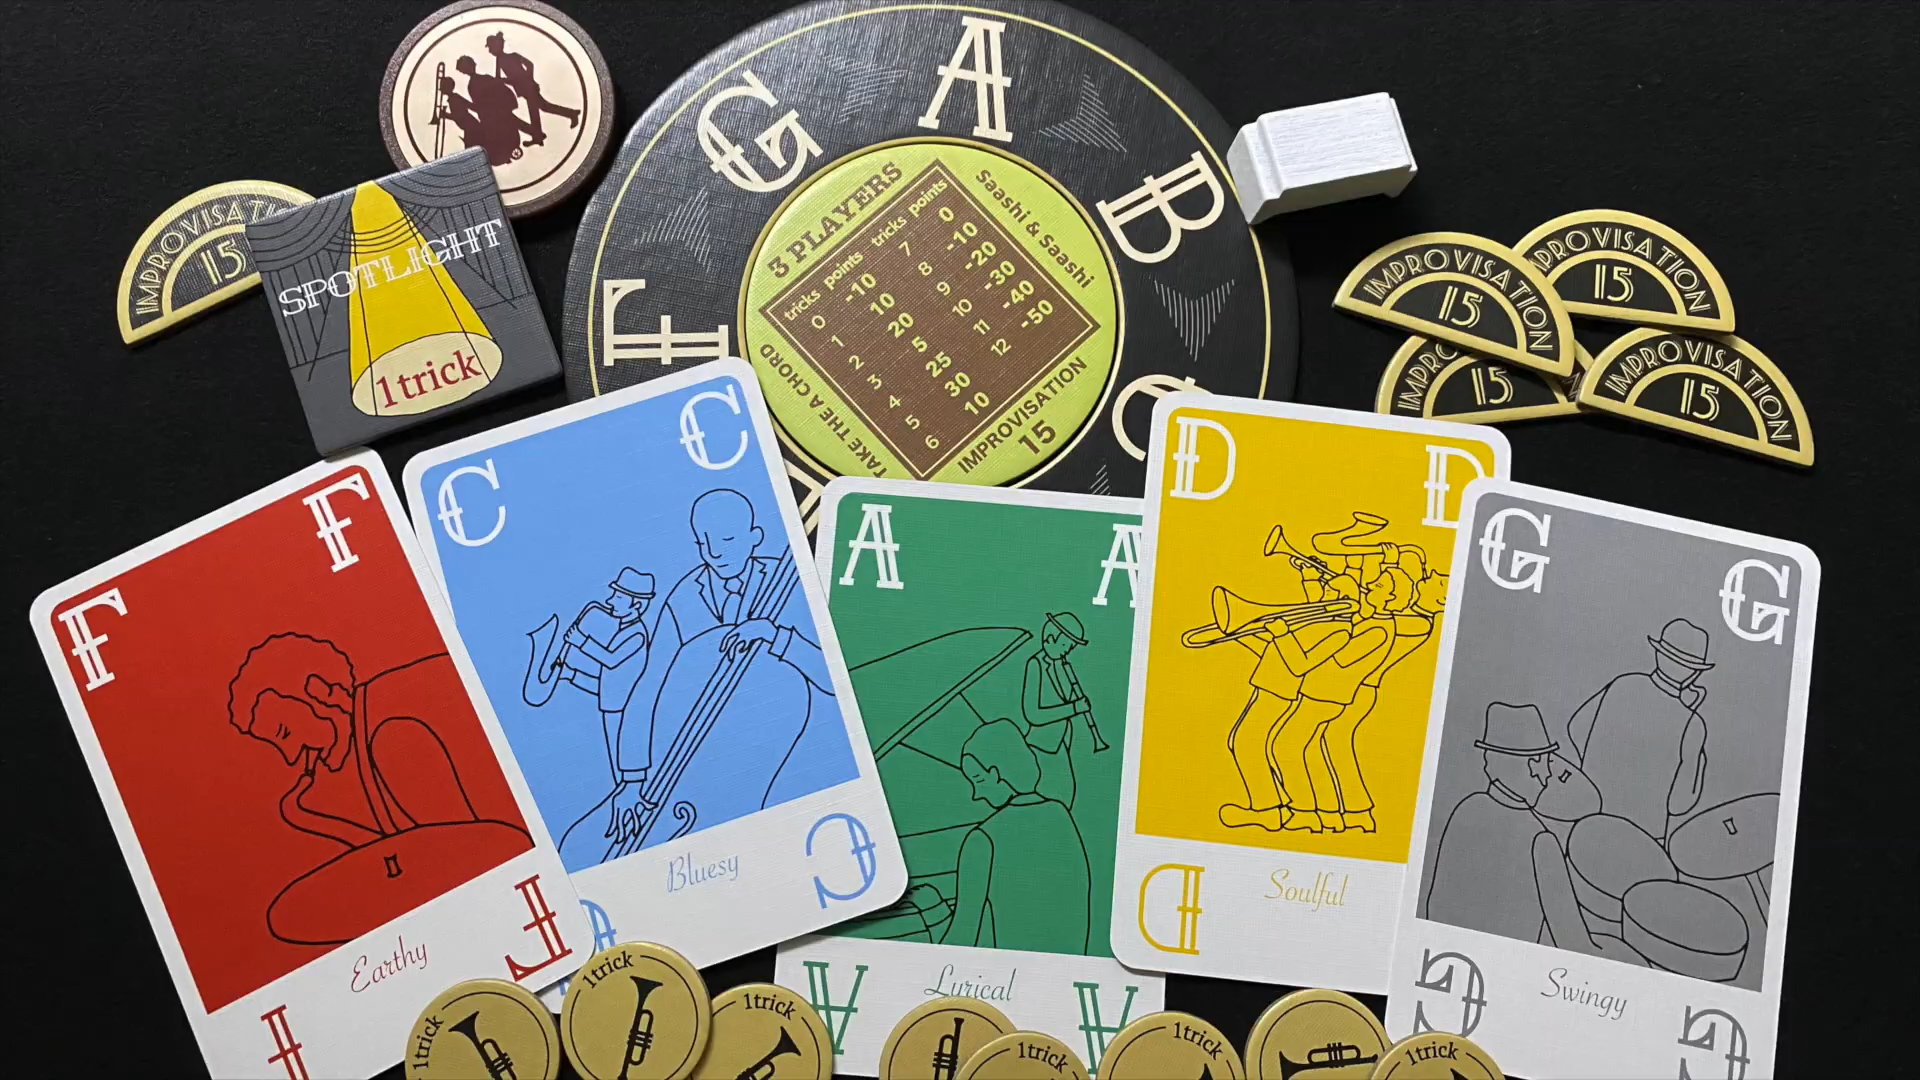 G
A
B
C
F
3 PLAYERS
Saashi & Saashi
tricks points
tricks points
0 -10
1 10
2 20
3 5
4 25
5 30
6 10
7 0
8 -10
9 -20
10 -30
11 -40
12 -50
TAKE THE A CHORD
IMPROVISATION
15
IMPROVISATI
15
SPOTLIGHT
1trick
IMPROVISATION
15
IMPROVISATION
15
15
IMPROVISATION
15
F
F
Earthy
F
F
C
C
Bluesy
C
C
A
A
Lyrical
A
A
D
D
Soulful
D
G
G
Swingy
G
G
1trick
1trick
1trick
1trick
1trick
1trick